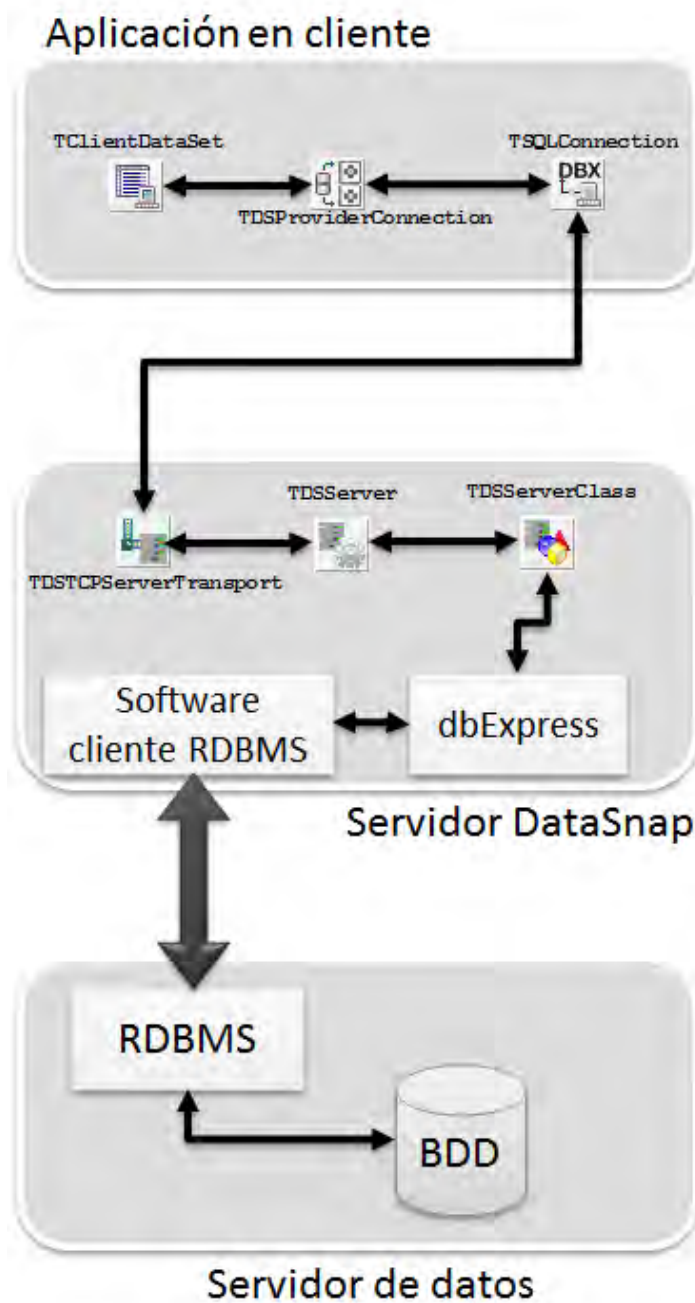 Aplicación en cliente
TClientDataSet
TSQLConnection
DBX
TDSProviderConnection
TDSServer
TDSServerClass
TDSTCPServerTransport
Software
cliente RDBMS
dbExpress
Servidor DataSnap
RDBMS
BDD
Servidor de datos